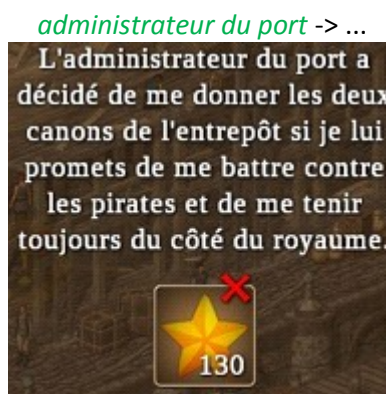 administrateur du port -> ...
L'administrateur du port a
décidé de me donner les deux
canons de l'entrepôt si je lui
promets de me battre contre
les pirates et de me tenir
toujours du côté du royaume.
130